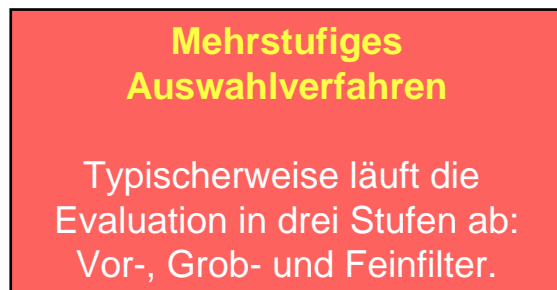 Mehrstufiges
Auswahlverfahren
Typischerweise läuft die
Evaluation in drei Stufen ab:
Vor-, Grob- und Feinfilter.